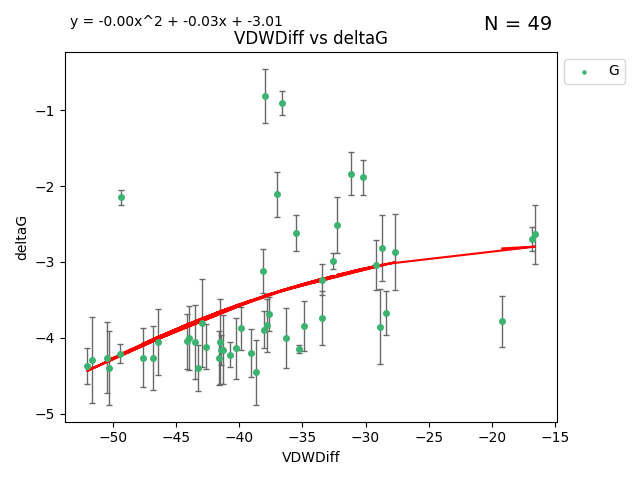 y = -0.00x^2 + -0.03x + -3.01
N = 49
VDWDiff vs deltaG
G
deltaG
−1
−2
−3
−4
−5
−50
−45
−40
−35
−30
−25
−20
−15
VDWDiff